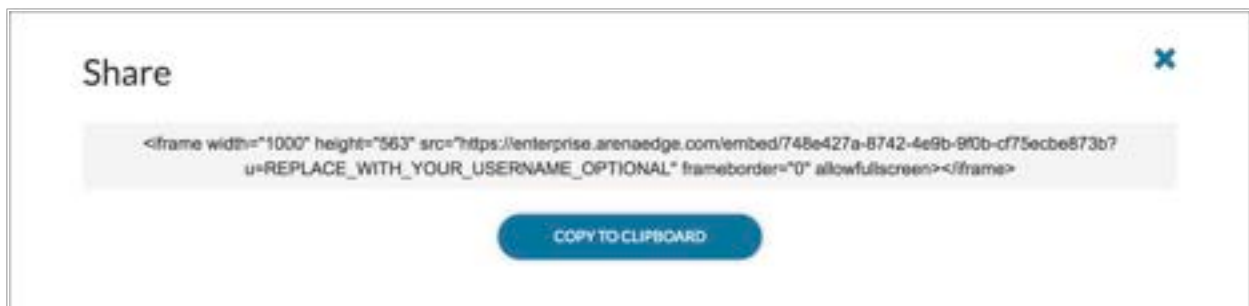 Share
<iframe width="1000" height="563" src="https://enterprise.arenaedge.com/embed/748e427a-8742-4e9b-9f0b-cf75ecbe873b?
u=REPLACE_WITH_YOUR_USERNAME_OPTIONAL" frameborder="0" allowfullscreen></iframe>
COPY TO CLIPBOARD